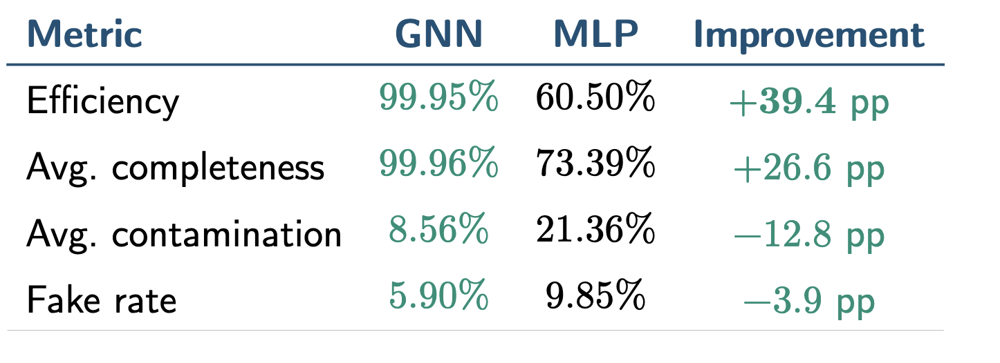 Metric GNN MLP Improvement
Efficiency 99.95% 60.50% +39.4 pp
Avg. completeness 99.96% 73.39% +26.6 pp
Avg. contamination 8.56% 21.36% −12.8 pp
Fake rate 5.90% 9.85% −3.9 pp